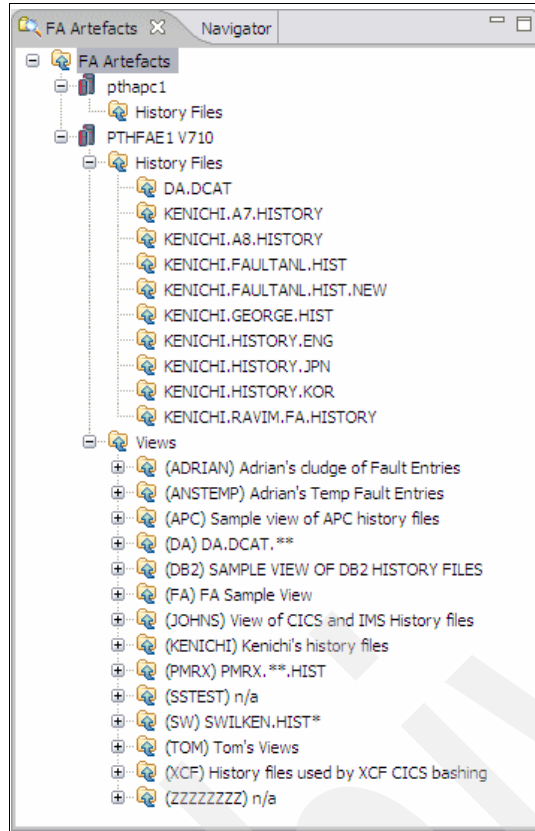 FA Artefacts Navigator
FA Artefacts
pthapc1
History Files
PTHFAE1 V710
History Files
DA.DCAT
KENICHI.A7.HISTORY
KENICHI.A8.HISTORY
KENICHI.FAULTANL.HIST
KENICHI.FAULTANL.HIST.NEW
KENICHI.GEORGE.HIST
KENICHI.HISTORY.ENG
KENICHI.HISTORY.JPN
KENICHI.HISTORY.KOR
KENICHI.RAVIM.FA.HISTORY
Views
(ADRIAN) Adrian's cludge of Fault Entries
(ANSTEMP) Adrian's Temp Fault Entries
(APC) Sample view of APC history files
(DA) DA.DCAT.**
(DB2) SAMPLE VIEW OF DB2 HISTORY FILES
(FA) FA Sample View
(JOHNS) View of CICS and IMS History files
(KENICHI) Kenichi's history files
(PMRX) PMRX.**.HIST
(SSTEST) n/a
(SW) SWILKEN.HIST*
(TOM) Tom's Views
(XCF) History files used by XCF CICS bashing
(ZZZZZZZZ) n/a